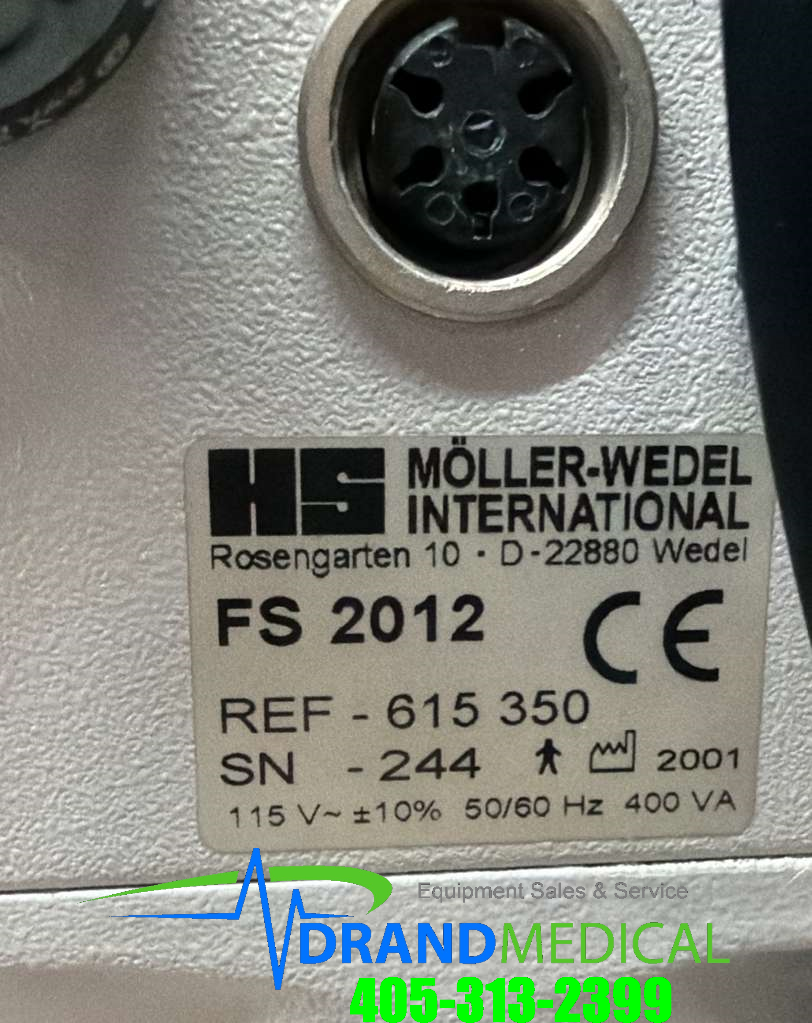 HS MÖLLER-WEDEL
INTERNATIONAL
Rosengarten 10 · D-22880 Wedel
FS 2012 CE
REF - 615 350
SN - 244 2001
115 V~ ±10% 50/60 Hz 400 VA
Equipment Sales & Service
DRANDMEDICAL
405-313-2399